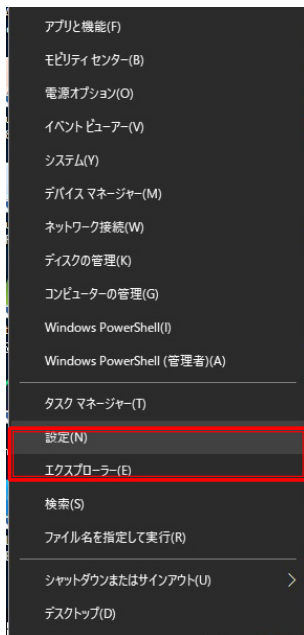 アプリと機能(F)
モビリティ センター(B)
電源オプション(O)
イベント ビューアー(V)
システム(Y)
デバイス マネージャー(M)
ネットワーク接続(W)
ディスクの管理(K)
コンピューターの管理(G)
Windows PowerShell(I)
Windows PowerShell (管理者)(A)
タスク マネージャー(T)
設定(N)
エクスプローラー(E)
検索(S)
ファイル名を指定して実行(R)
シャットダウンまたはサインアウト(U)
デスクトップ(D)